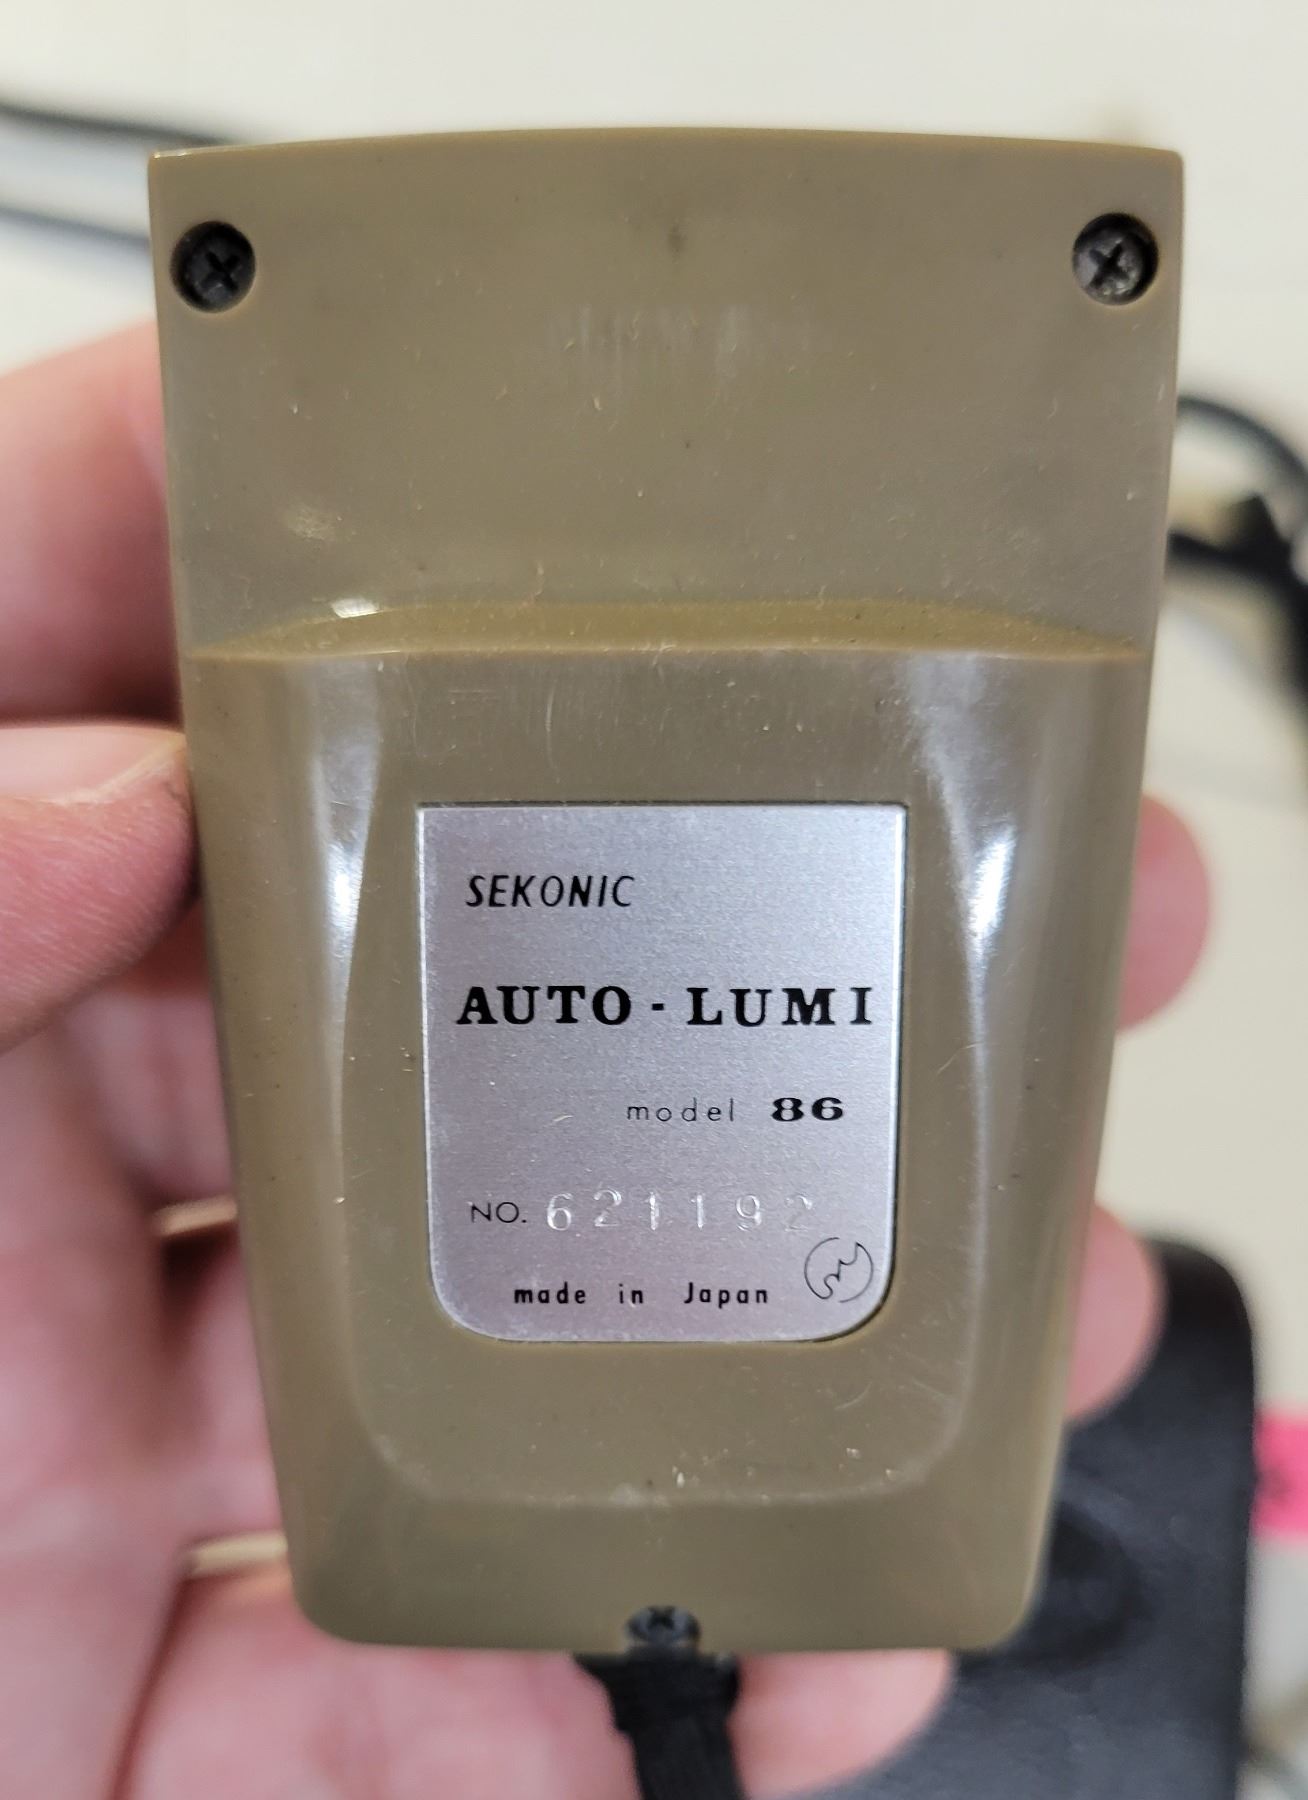 SEKONIC
AUTO-LUMI
model 86
NO. 621192
made in Japan